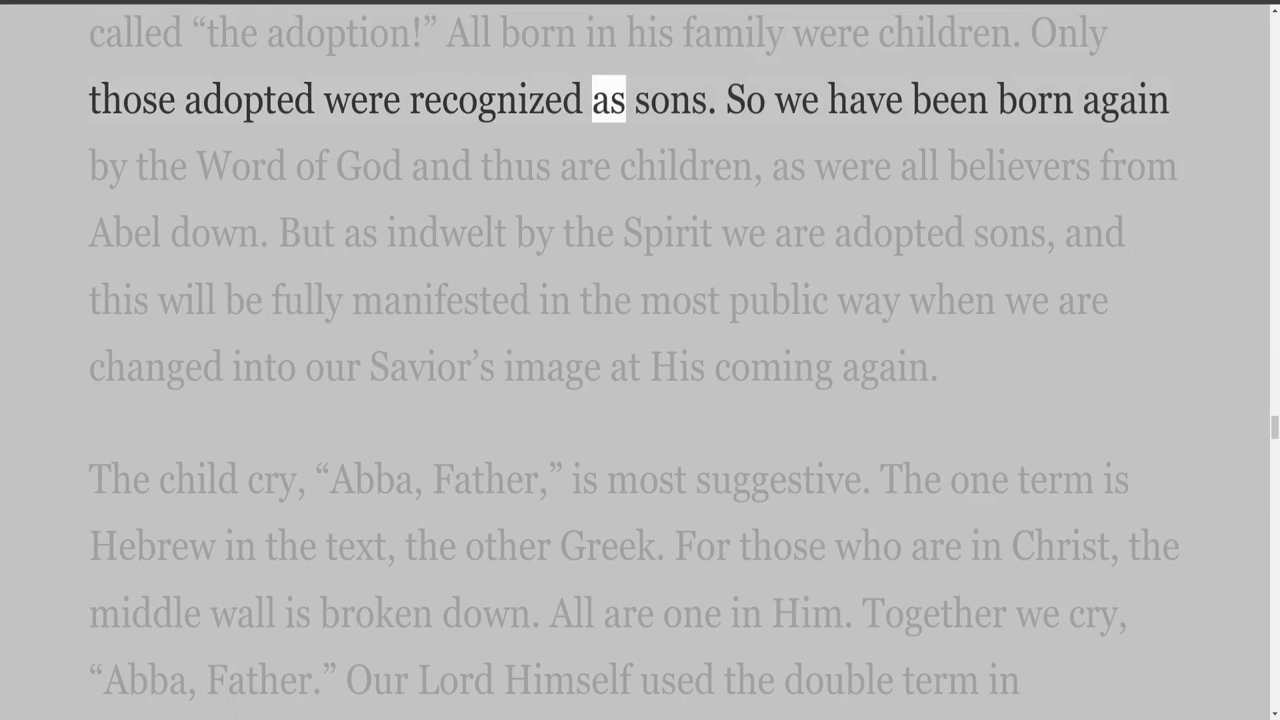 called “the adoption!” All born in his family were children. Only
those adopted were recognized as sons. So we have been born again
by the Word of God and thus are children, as were all believers from
Abel down. But as indwelt by the Spirit we are adopted sons, and
this will be fully manifested in the most public way when we are
changed into our Savior’s image at His coming again.
The child cry, “Abba, Father,” is most suggestive. The one term is
Hebrew in the text, the other Greek. For those who are in Christ, the
middle wall is broken down. All are one in Him. Together we cry,
“Abba, Father.” Our Lord Himself used the double term in